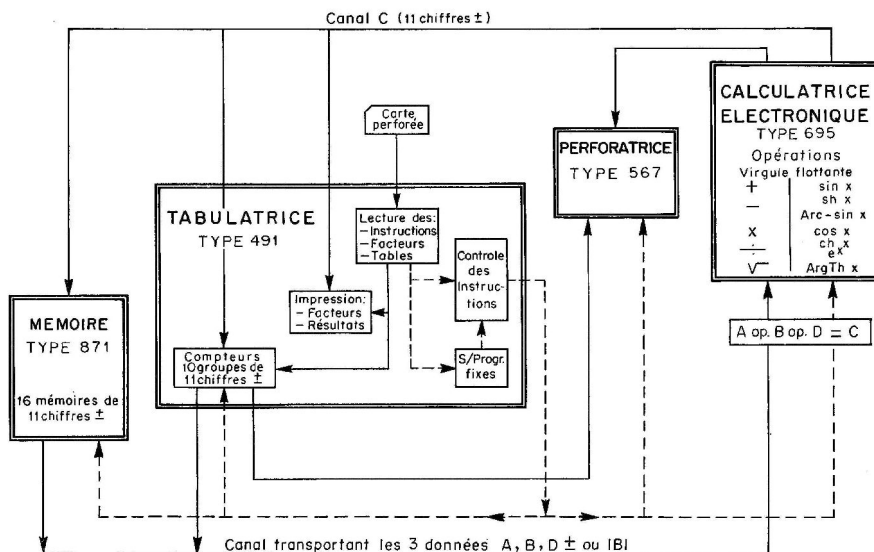 Canal C (11 chiffres ±)
Carte
perforée
TABULATRICE
TYPE 491
Lecture des:
— Instructions
— Facteurs
— Tables
Controle
des
Instruc-
tions
Impression:
— Facteurs
— Résultats
S/Progr.
fixes
Compteurs
10 groupes de
11 chiffres ±
MEMOIRE
TYPE 871
16 mémoires de
11 chiffres ±
PERFORATRICE
TYPE 567
CALCULATRICE
ELECTRONIQUE
TYPE 695
Opérations
Virgule flottante
+ sin x
− sh x
Arc-sin x
x cos x
÷ ch x
e^x
√ ArgTh x
A op. B op. D = C
Canal transportant les 3 données A, B, D ± ou |B|